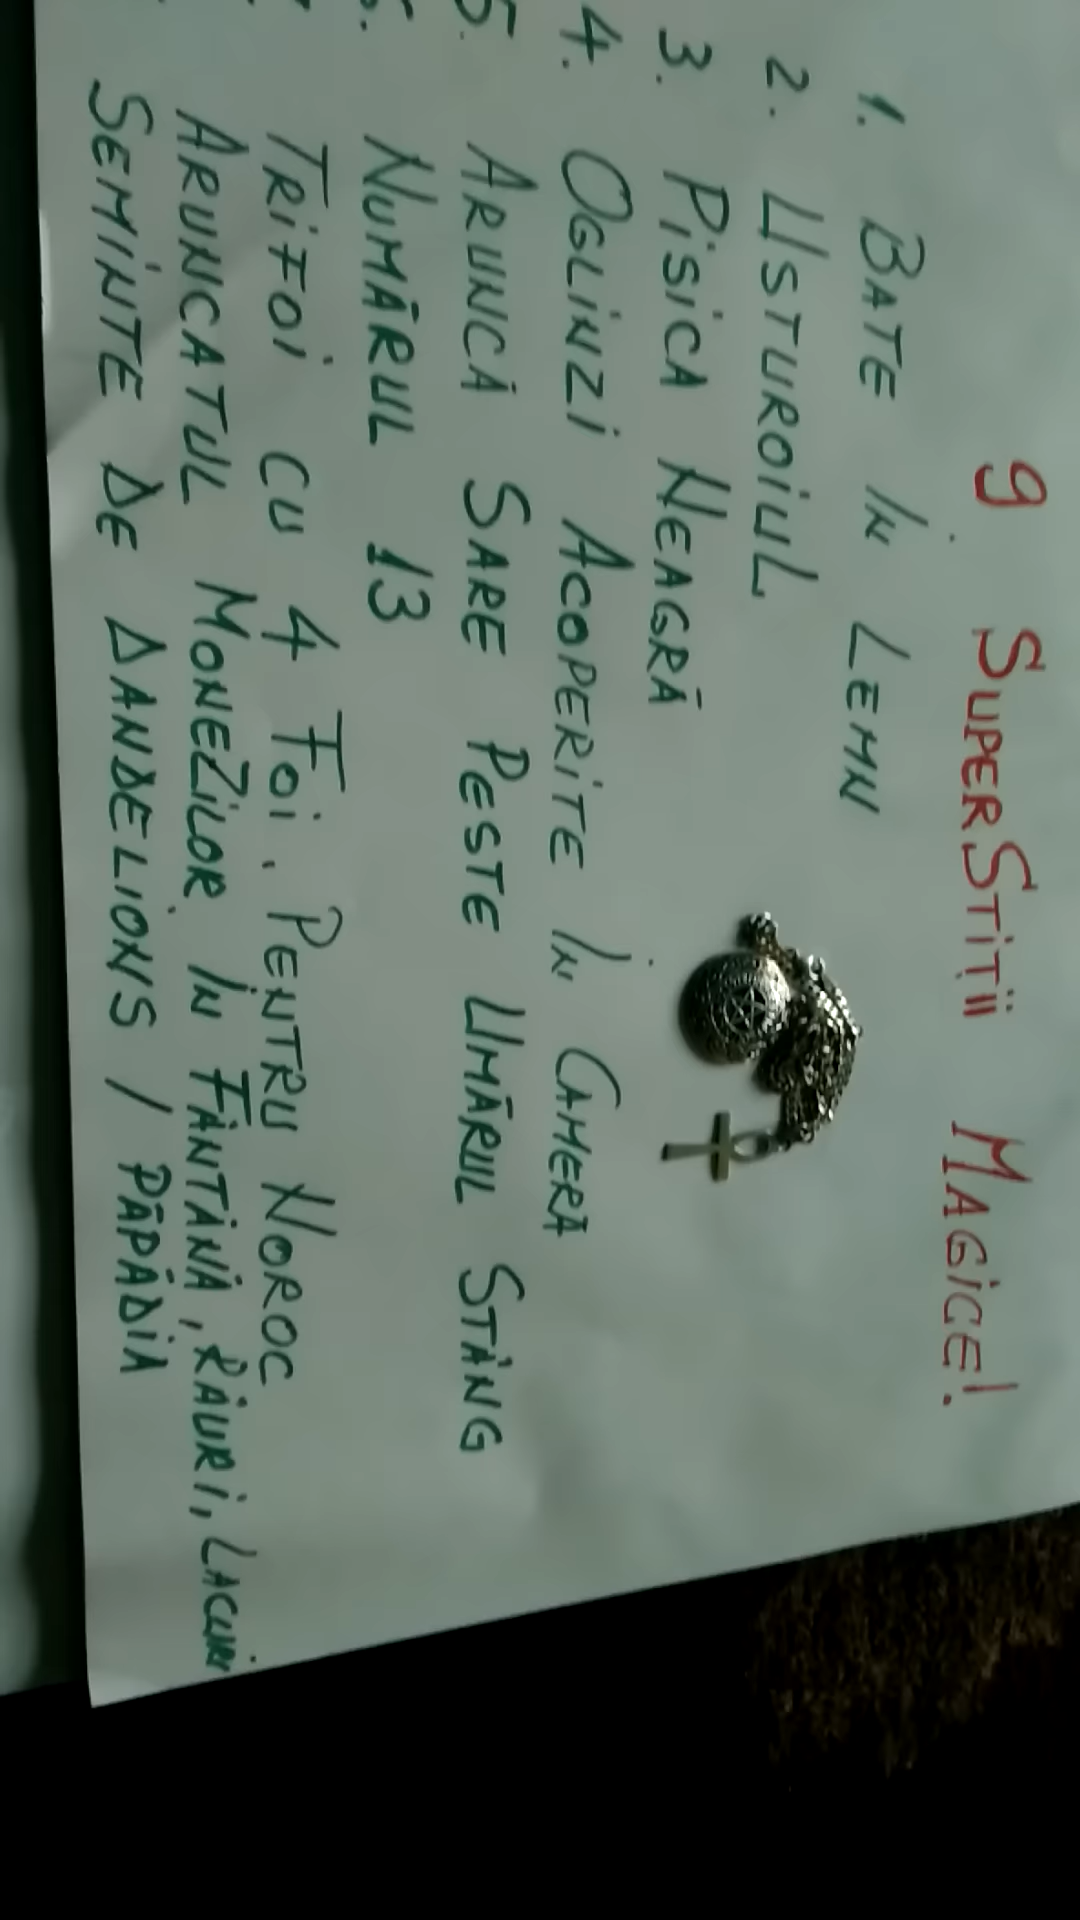 9 SuperStiții Magice!
1. Bate în Lemn
2. Usturoiul
3. Pisica Neagră
4. Oglinzi Acoperite în Cameră
5. Aruncă Sare Peste Umărul Stâng
6. Numărul 13
Trifoi cu 4 Foi. Pentru Noroc
Aruncatul Monezilor în Fântână, Râuri, Lacuri
Seminte de Dandelions / Păpădia